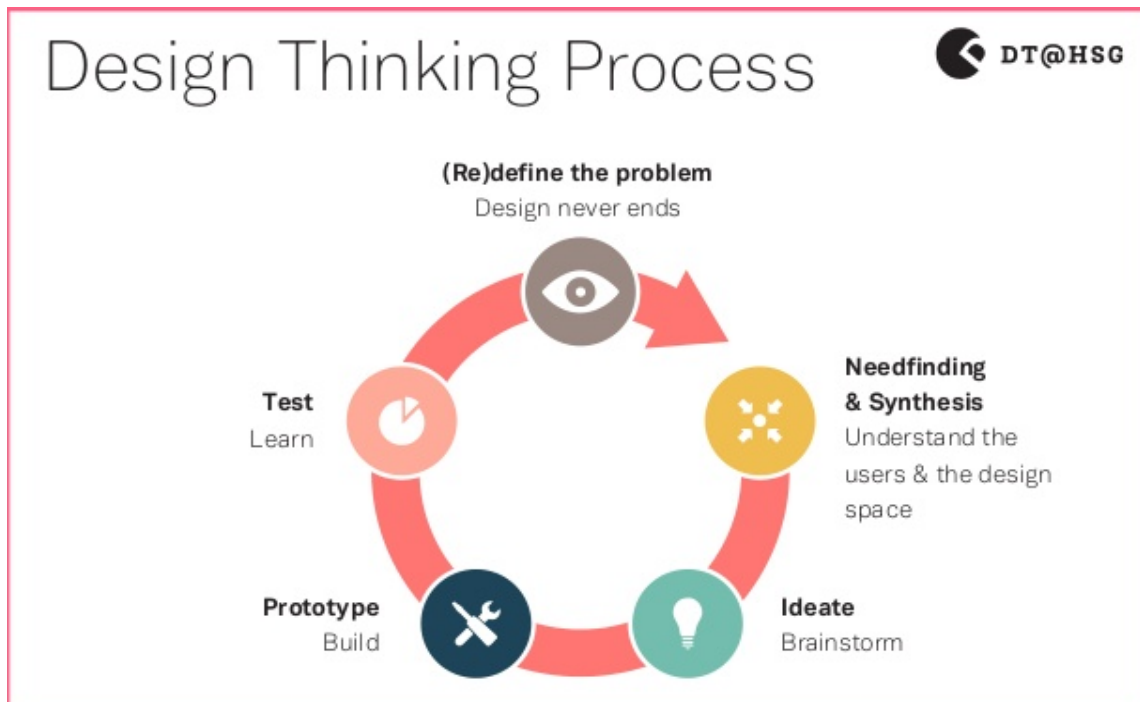 Design Thinking Process
DT@HSG
(Re)define the problem
Design never ends
Needfinding
& Synthesis
Understand the
users & the design
space
Ideate
Brainstorm
Prototype
Build
Test
Learn